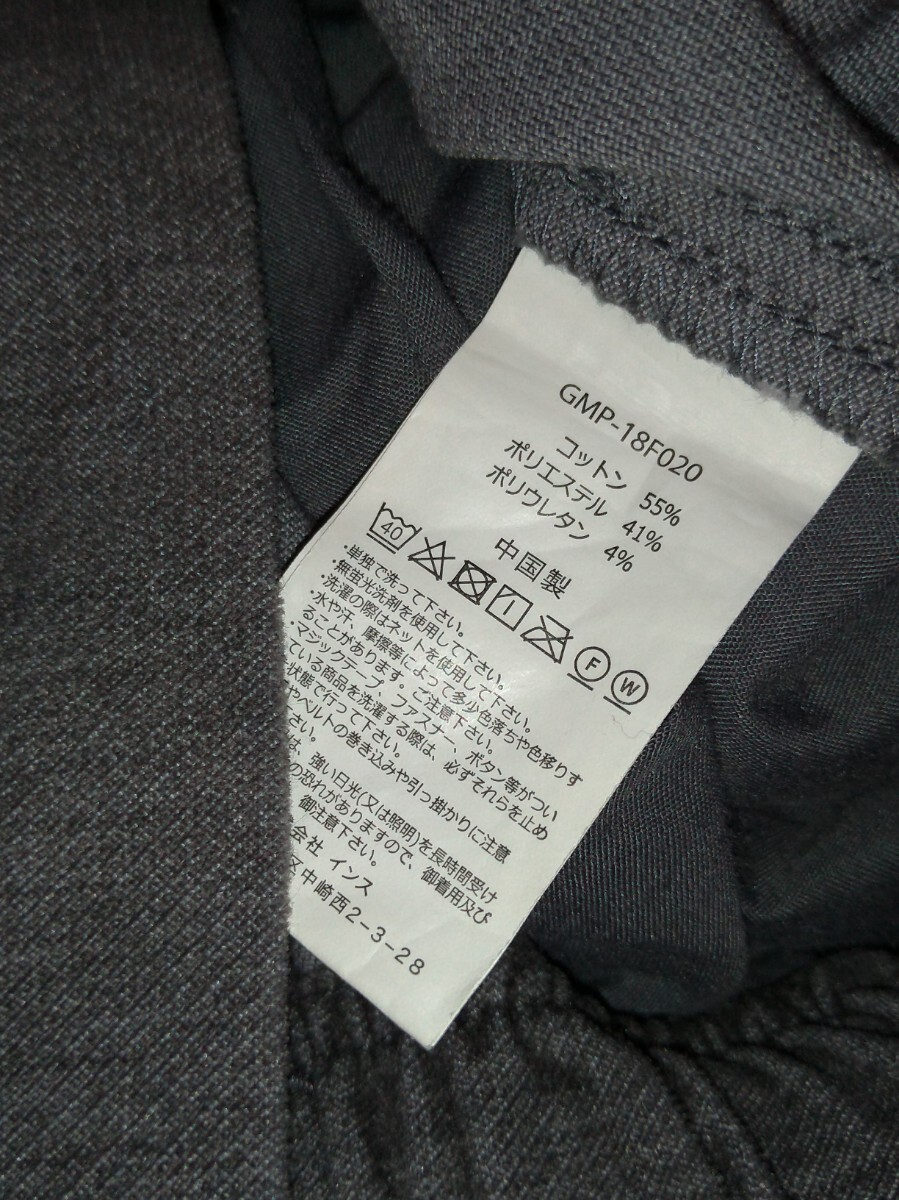 GMP-18F020
コットン 55%
ポリエステル 41%
ポリウレタン 4%
中国製
40
F
W
・単独で洗って下さい。
・無蛍光洗剤を使用して下さい。
・洗濯の際はネットを使用して下さい。
・水や汗、摩擦等によって多少色落ちや色移りす
ることがあります。ご注意下さい。
・マジックテープ、ファスナー、ボタン等がつい
ている商品を洗濯する際は、必ずそれらを止め
状態で行って下さい。
やベルトの巻き込みや引っ掛かりに注意
さい。
は、強い日光(又は照明)を長時間受け
の恐れがありますので、御着用及び
御注意下さい。
会社 インス
中崎西2-3-28